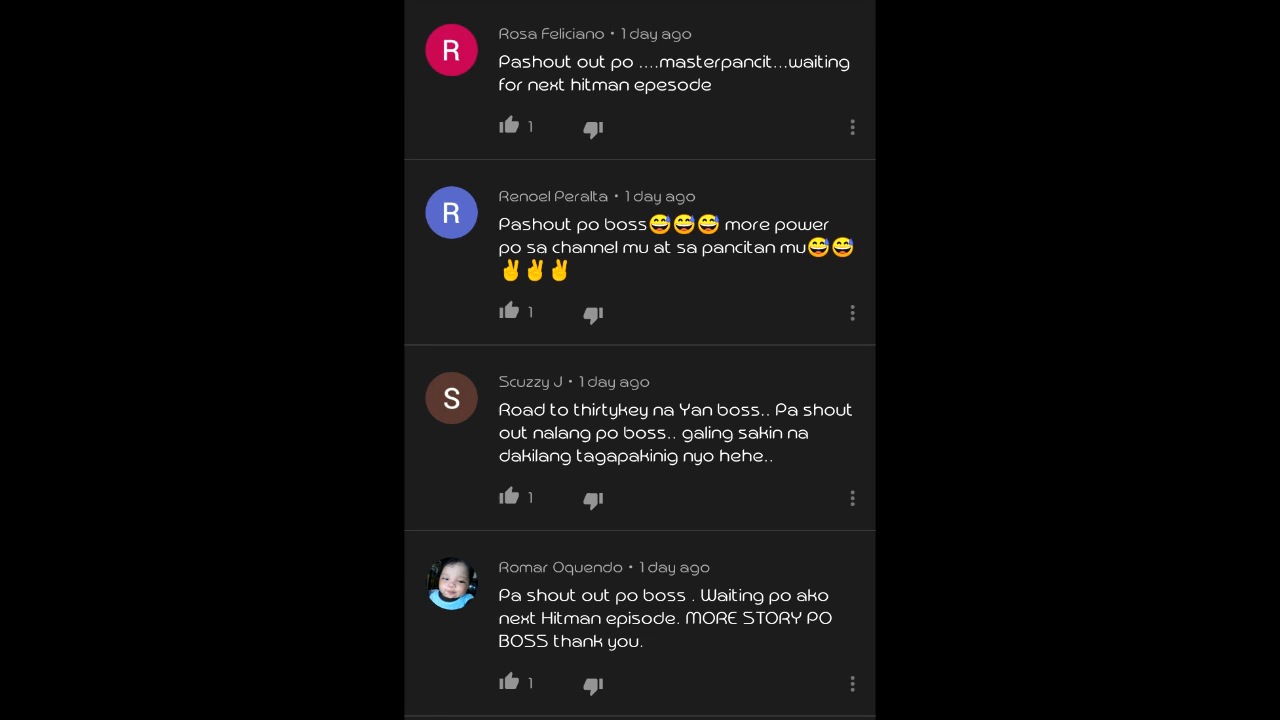 R
Rosa Feliciano • 1 day ago
Pashout out po ....masterpancit...waiting
for next hitman epesode
1
R
Renoel Peralta • 1 day ago
Pashout po boss😅😅😅 more power
po sa channel mu at sa pancitan mu😅😅
✌✌✌
1
S
Scuzzy J • 1 day ago
Road to thirtykey na Yan boss.. Pa shout
out nalang po boss.. galing sakin na
dakilang tagapakinig nyo hehe..
1
Romar Oquendo • 1 day ago
Pa shout out po boss . Waiting po ako
next Hitman episode. MORE STORY PO
BOSS thank you.
1